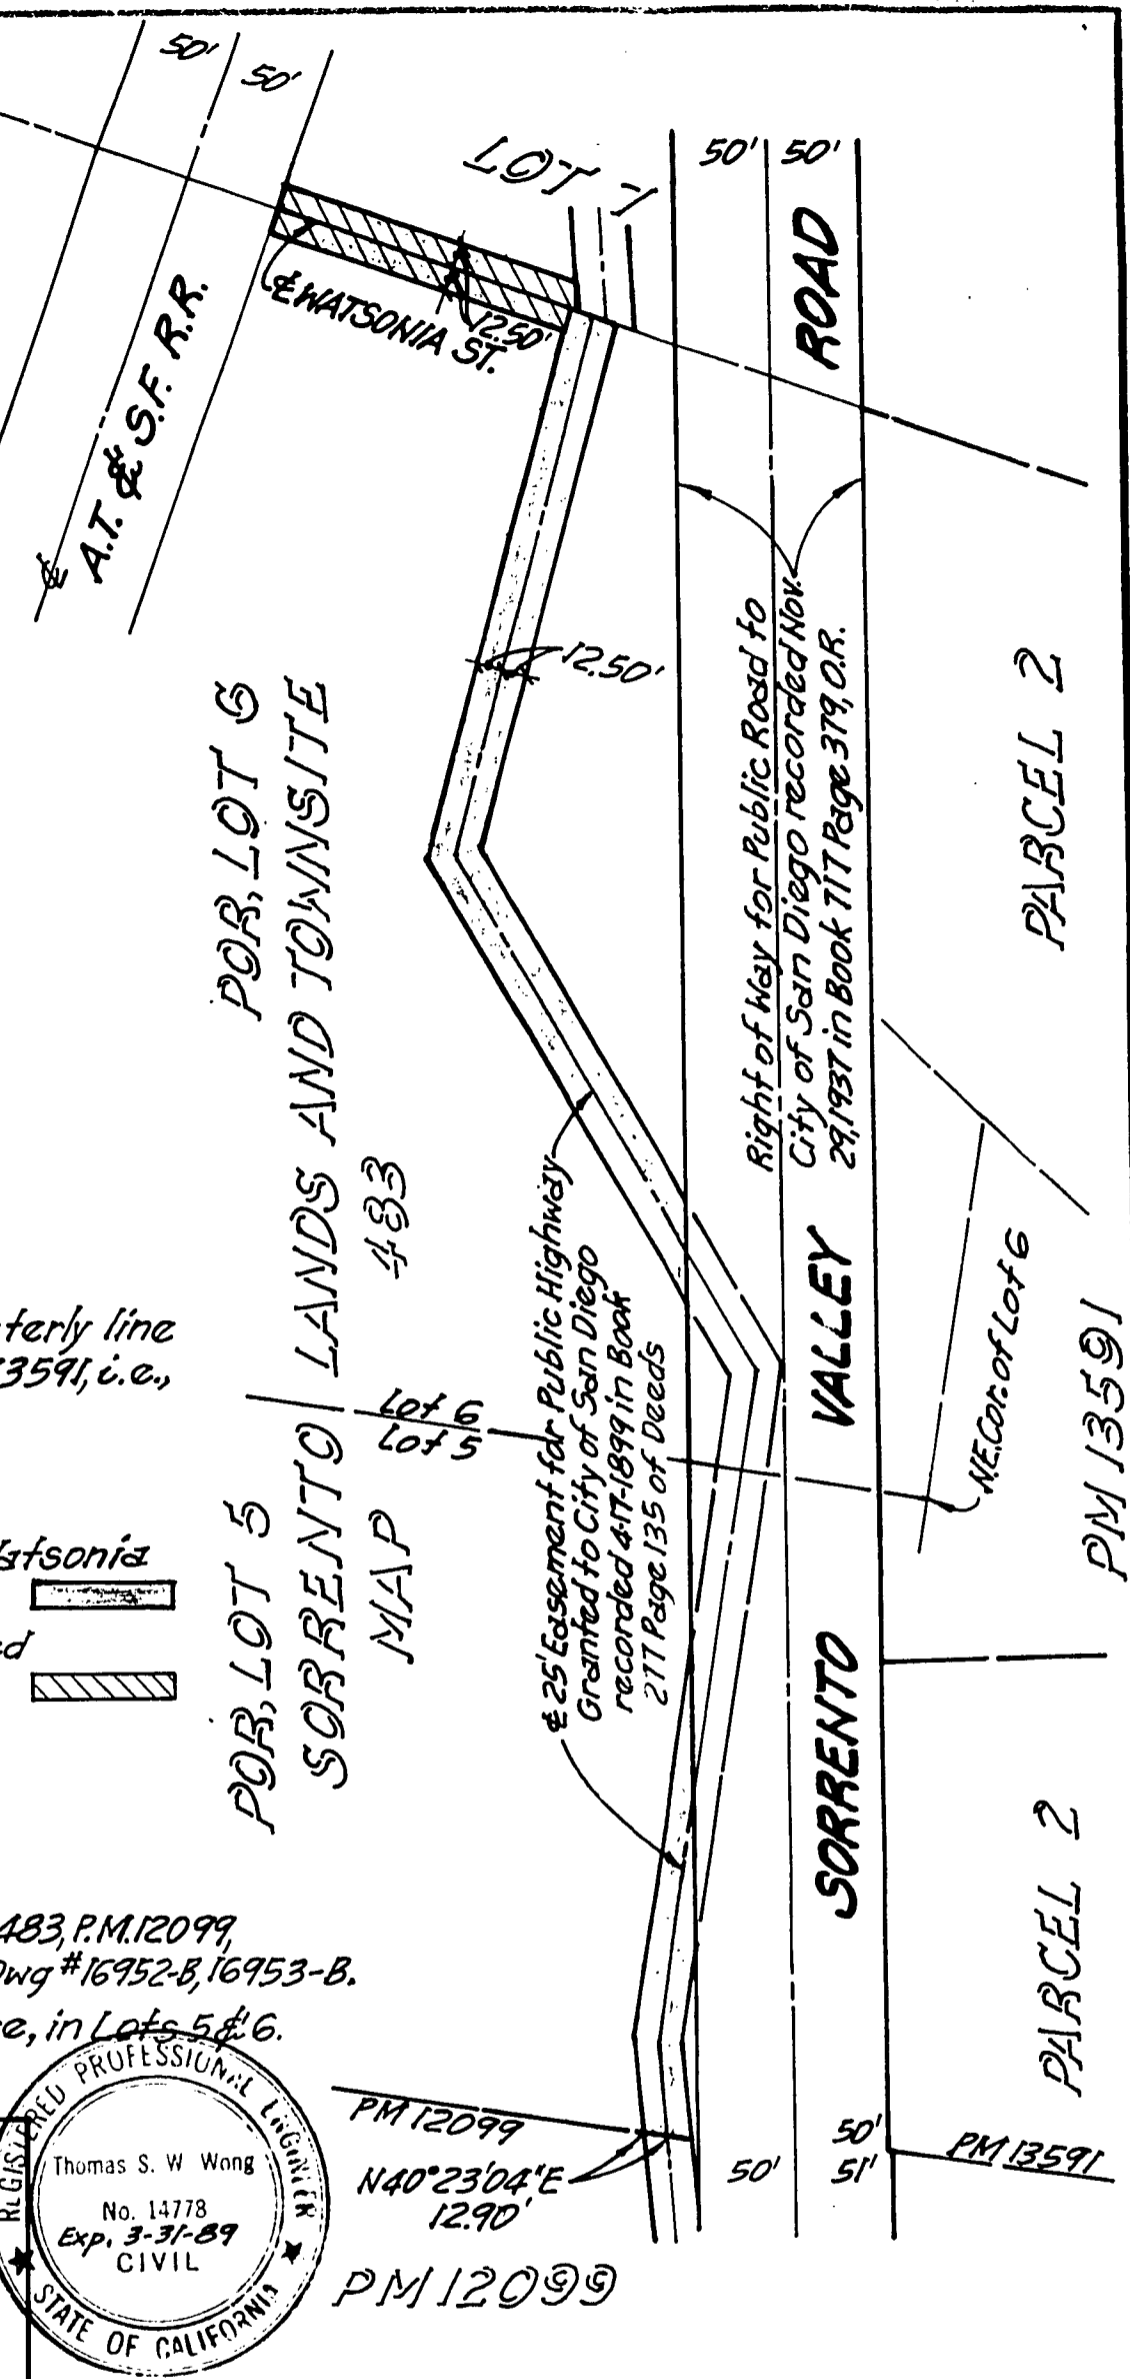 50'
50'
LOT 7
50'
50'
℄ WATSONIA ST.
12.50'
℄ A.T. & S.F. R.R.
12.50'
ROAD
VALLEY
SORRENTO
Right of Way for Public Road to
City of San Diego recorded Nov.
29, 1937 in Book 717 Page 379, O.R.
PARCEL 2
POR, LOT 6
SORRENTO LANDS AND TOWNSITE
MAP 483
POR, LOT 5
Lot 6
Lot 5
℄ 25' Easement for Public Highway
Granted to City of San Diego
recorded 4-17-1899 in Book
277 Page 135 of Deeds
N.E. Cor. of Lot 6
PM 13591
PARCEL 2
terly line
3591, i.e.,
atsonia
ed
483, P.M. 12099,
Dwg #16952-B, 16953-B.
e, in Lots 5 & 6.
REGISTERED PROFESSIONAL ENGINEER
Thomas S. W Wong
No. 14778
Exp. 3-31-89
CIVIL
STATE OF CALIFORNIA
PM 12099
N40°23'04"E
12.90'
PM 12099
50'
50'
51'
PM 13591